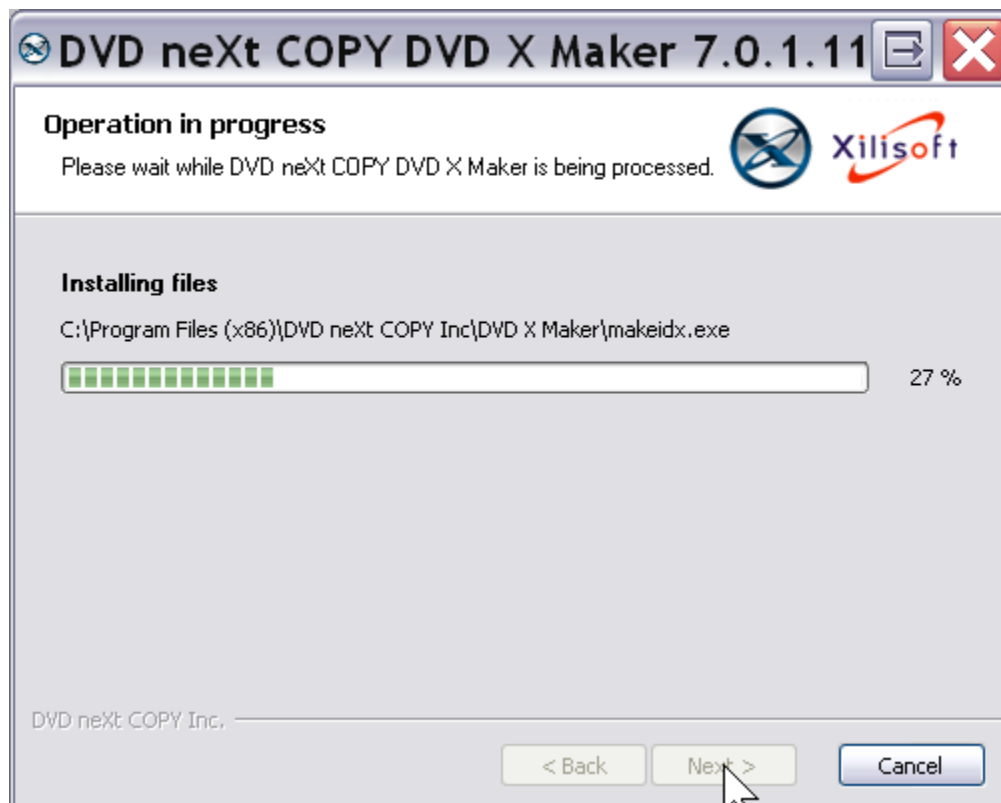 DVD neXt COPY DVD X Maker 7.0.1.11
Operation in progress
Please wait while DVD neXt COPY DVD X Maker is being processed.
Xilisoft
Installing files
C:\Program Files (x86)\DVD neXt COPY Inc\DVD X Maker\makeidx.exe
27 %
DVD neXt COPY Inc.
< Back
Next >
Cancel